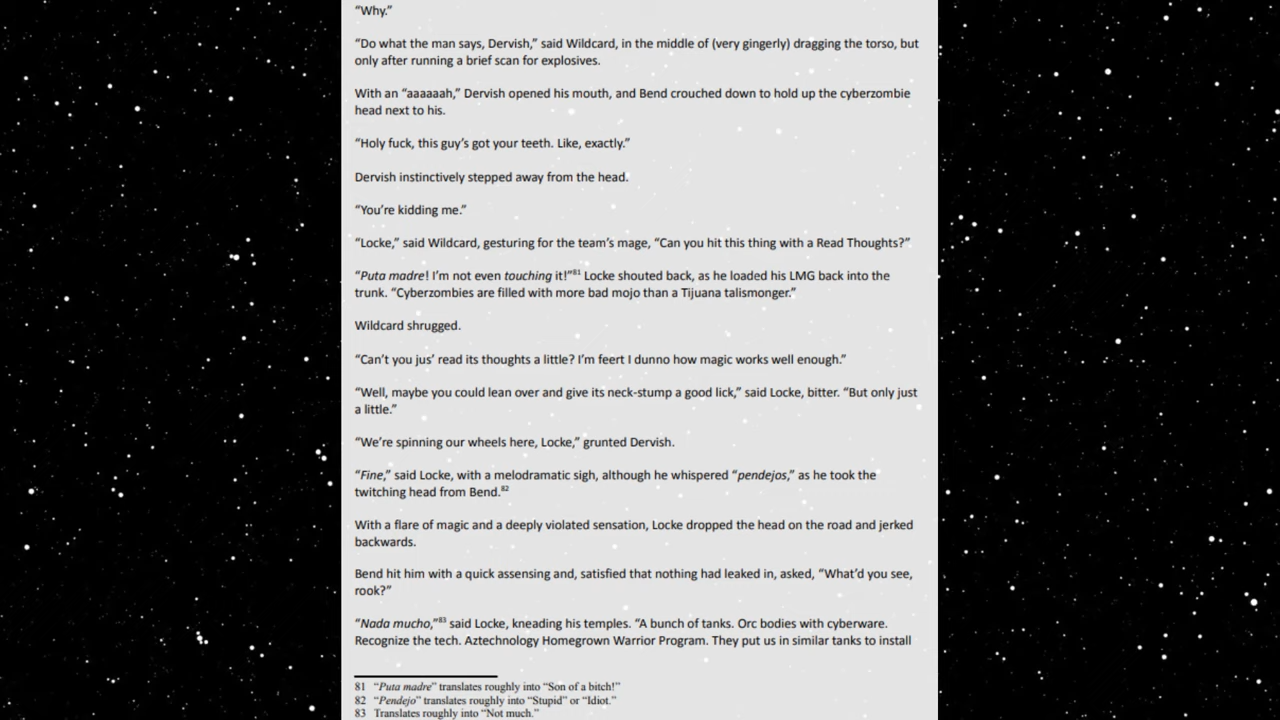 “Why.”
“Do what the man says, Dervish,” said Wildcard, in the middle of (very gingerly) dragging the torso, but
only after running a brief scan for explosives.
With an “aaaaaah,” Dervish opened his mouth, and Bend crouched down to hold up the cyberzombie
head next to his.
“Holy fuck, this guy’s got your teeth. Like, exactly.”
Dervish instinctively stepped away from the head.
“You’re kidding me.”
“Locke,” said Wildcard, gesturing for the team’s mage, “Can you hit this thing with a Read Thoughts?”
“Puta madre! I’m not even touching it!”81 Locke shouted back, as he loaded his LMG back into the
trunk. “Cyberzombies are filled with more bad mojo than a Tijuana talismonger.”
Wildcard shrugged.
“Can’t you jus’ read its thoughts a little? I’m feert I dunno how magic works well enough.”
“Well, maybe you could lean over and give its neck-stump a good lick,” said Locke, bitter. “But only just
a little.”
“We’re spinning our wheels here, Locke,” grunted Dervish.
“Fine,” said Locke, with a melodramatic sigh, although he whispered “pendejos,” as he took the
twitching head from Bend.82
With a flare of magic and a deeply violated sensation, Locke dropped the head on the road and jerked
backwards.
Bend hit him with a quick assensing and, satisfied that nothing had leaked in, asked, “What’d you see,
rook?”
“Nada mucho,”83 said Locke, kneading his temples. “A bunch of tanks. Orc bodies with cyberware.
Recognize the tech. Aztechnology Homegrown Warrior Program. They put us in similar tanks to install
81 “Puta madre” translates roughly into “Son of a bitch!”
82 “Pendejo” translates roughly into “Stupid” or “Idiot.”
83 Translates roughly into “Not much.”